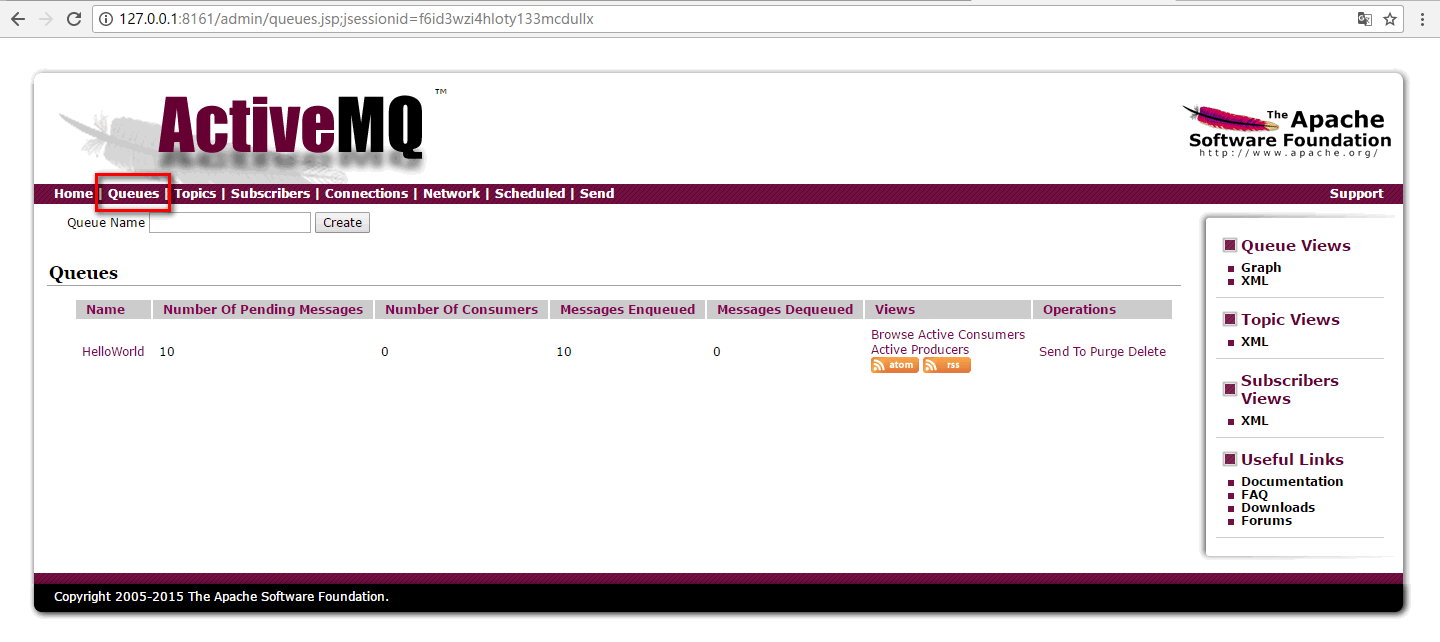 127.0.0.1:8161/admin/queues.jsp;jsessionid=f6id3wzi4hloty133mcdullx
ActiveMQ ™
The Apache
Software Foundation
http://www.apache.org/
Home | Queues | Topics | Subscribers | Connections | Network | Scheduled | Send
Support
Queue Name
Create
Queues
Name Number Of Pending Messages Number Of Consumers Messages Enqueued Messages Dequeued Views Operations
HelloWorld 10 0 10 0
Browse Active Consumers
Active Producers
atom rss
Send To Purge Delete
Queue Views
Graph
XML
Topic Views
XML
Subscribers
Views
XML
Useful Links
Documentation
FAQ
Downloads
Forums
Copyright 2005-2015 The Apache Software Foundation.